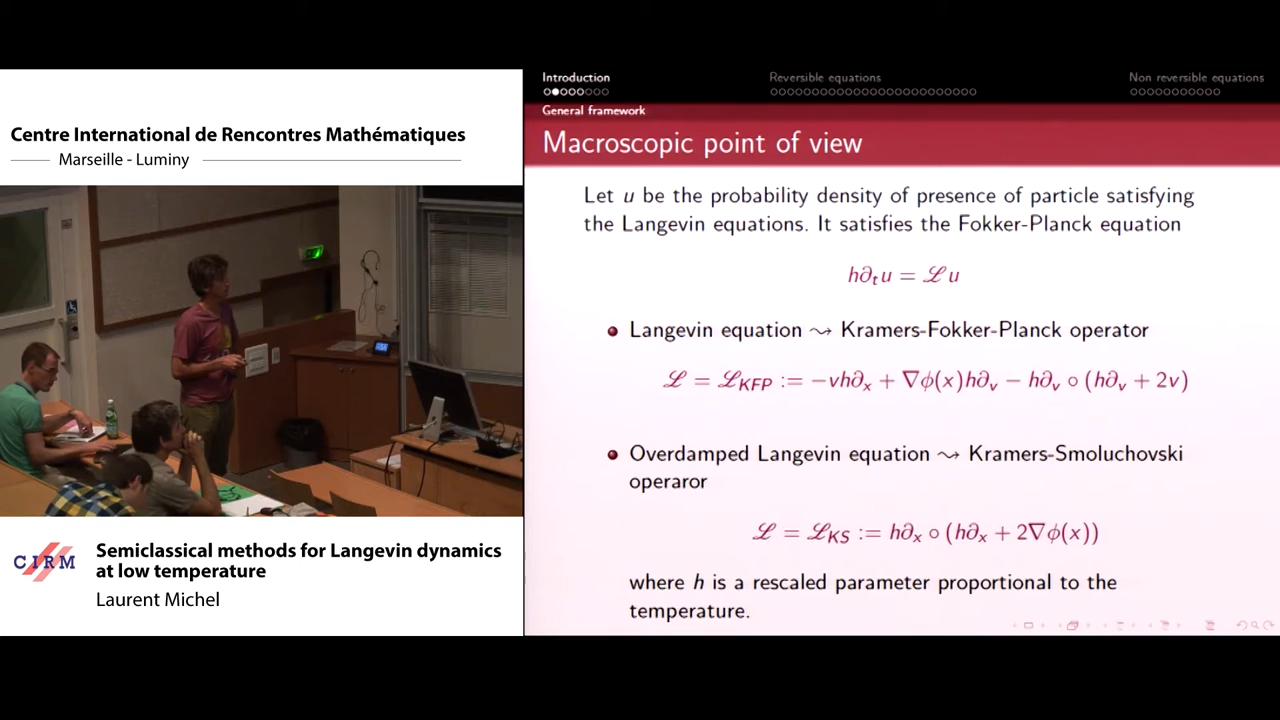 Centre International de Rencontres Mathématiques
Marseille - Luminy
CIRM
Semiclassical methods for Langevin dynamics
at low temperature
Laurent Michel
Introduction
Reversible equations
Non reversible equations
General framework
Macroscopic point of view
Let u be the probability density of presence of particle satisfying
the Langevin equations. It satisfies the Fokker-Planck equation
h∂ₜu = ℒu
Langevin equation ⇝ Kramers-Fokker-Planck operator
ℒ = ℒ_KFP := −vh∂ₓ + ∇ϕ(x)h∂ᵥ − h∂ᵥ ∘ (h∂ᵥ + 2v)
Overdamped Langevin equation ⇝ Kramers-Smoluchovski
operaror
ℒ = ℒ_KS := h∂ₓ ∘ (h∂ₓ + 2∇ϕ(x))
where h is a rescaled parameter proportional to the
temperature.